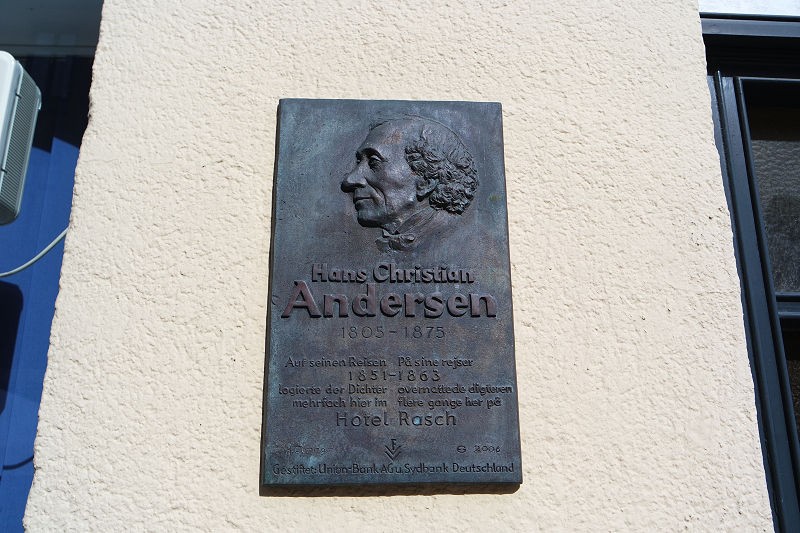 Hans Christian
Andersen
1805-1875
Auf seinen Reisen På sine rejser
1851-1863
logierte der Dichter overnattede digteren
mehrfach hier im flere gange her på
Hotel Rasch
© 2006
Gestiftet: Union-Bank AG u. Sydbank Deutschland